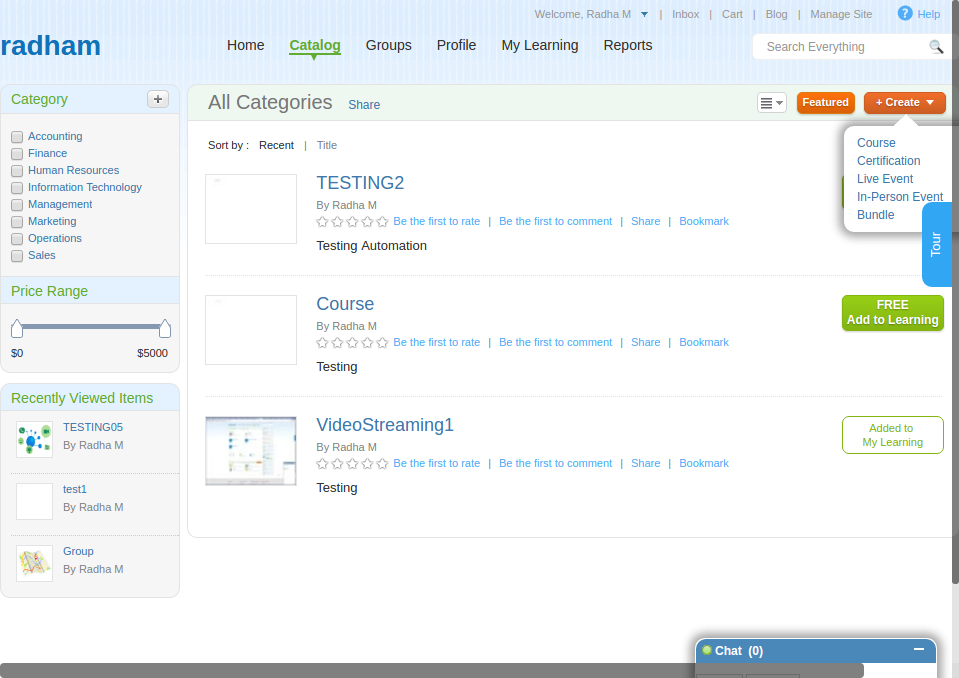 Welcome, Radha M | Inbox | Cart | Blog | Manage Site ? Help
radham
Home Catalog Groups Profile My Learning Reports
Search Everything
Category +
Accounting
Finance
Human Resources
Information Technology
Management
Marketing
Operations
Sales
Price Range
$0 $5000
Recently Viewed Items
TESTING05
By Radha M
test1
By Radha M
Group
By Radha M
All Categories Share
Featured
+ Create
Course
Certification
Live Event
In-Person Event
Bundle
Tour
Sort by : Recent | Title
TESTING2
By Radha M
Be the first to rate | Be the first to comment | Share | Bookmark
Testing Automation
Course
By Radha M
Be the first to rate | Be the first to comment | Share | Bookmark
Testing
FREE
Add to Learning
VideoStreaming1
By Radha M
Be the first to rate | Be the first to comment | Share | Bookmark
Testing
Added to
My Learning
Chat (0)